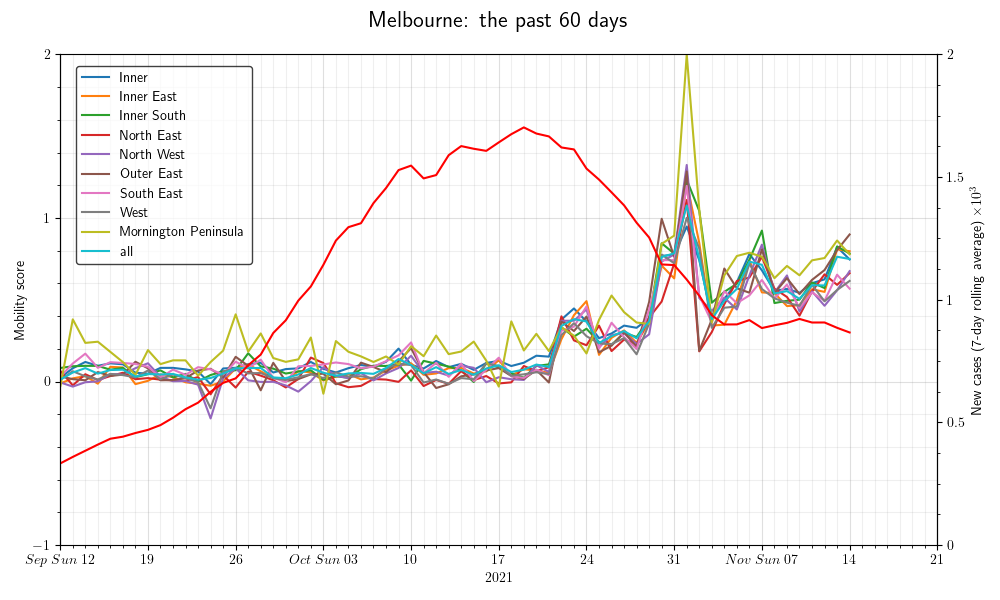 Melbourne: the past 60 days
2
1
0
−1
Mobility score
Inner
Inner East
Inner South
North East
North West
Outer East
South East
West
Mornington Peninsula
all
2
1.5
1
0.5
0
New cases (7-day rolling average) ×10³
Sep Sun 12 19 26 Oct Sun 03 10 17 24 31 Nov Sun 07 14 21
2021